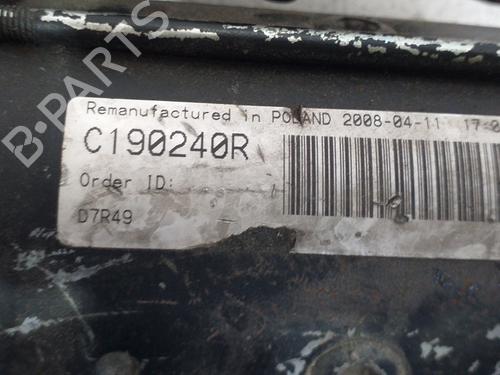 B-PARTS
Remanufactured in POLAND 2008-04-11 17:0
C190240R
Order ID:
D7R49